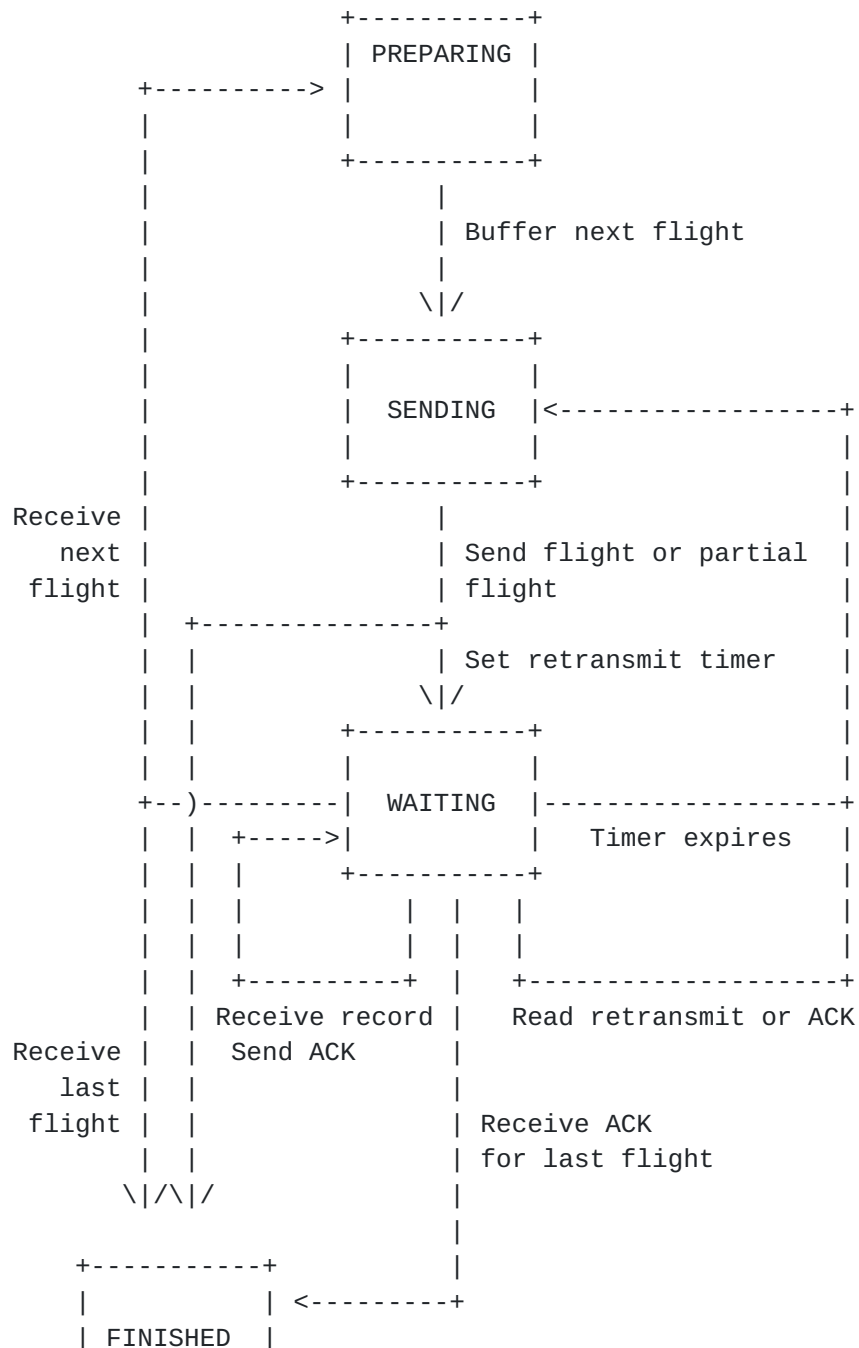 PREPARING
Buffer next flight
SENDING
Receive
next
flight
Send flight or partial
flight
Set retransmit timer
WAITING
Timer expires
Receive record
Send ACK
Read retransmit or ACK
Receive
last
flight
Receive ACK
for last flight
FINISHED